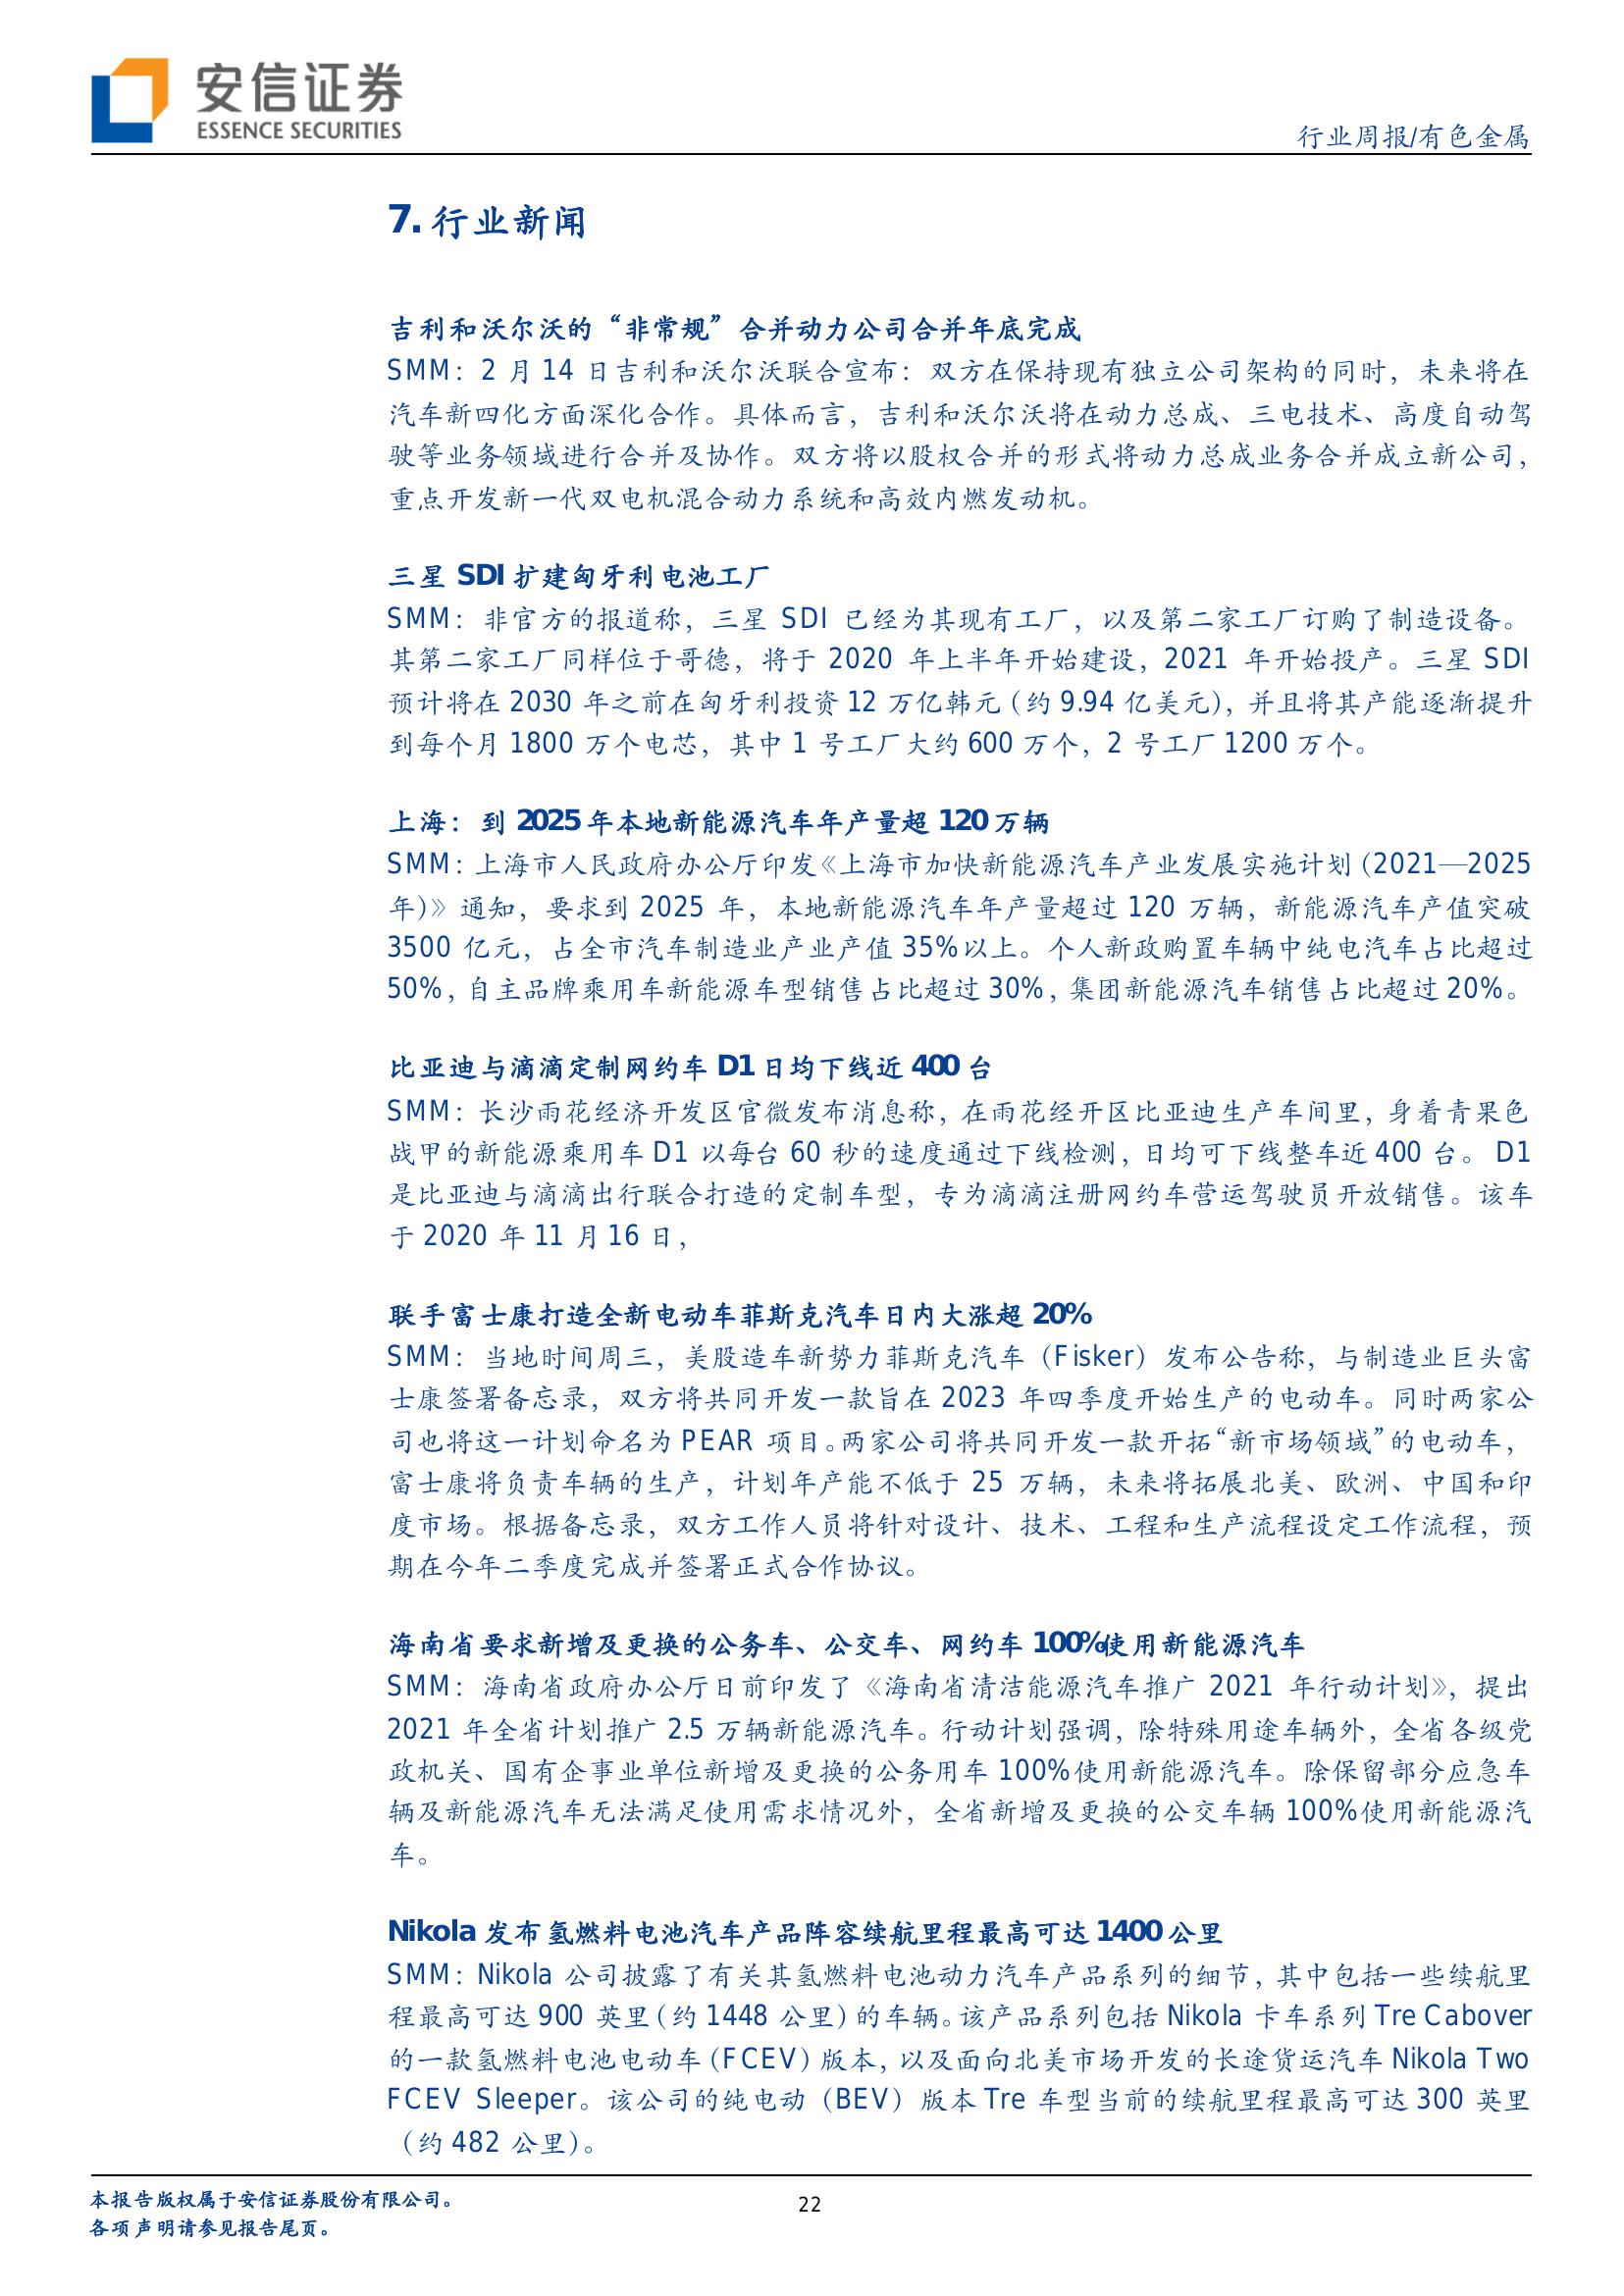 安信证券
ESSENCE SECURITIES
行业周报/有色金属
7. 行业新闻
吉利和沃尔沃的“非常规”合并动力公司合并年底完成
SMM：2 月 14 日吉利和沃尔沃联合宣布：双方在保持现有独立公司架构的同时，未来将在
汽车新四化方面深化合作。具体而言，吉利和沃尔沃将在动力总成、三电技术、高度自动驾
驶等业务领域进行合并及协作。双方将以股权合并的形式将动力总成业务合并成立新公司，
重点开发新一代双电机混合动力系统和高效内燃发动机。
三星 SDI 扩建匈牙利电池工厂
SMM：非官方的报道称，三星 SDI 已经为其现有工厂，以及第二家工厂订购了制造设备。
其第二家工厂同样位于哥德，将于 2020 年上半年开始建设，2021 年开始投产。三星 SDI
预计将在 2030 年之前在匈牙利投资 12 万亿韩元（约 9.94 亿美元），并且将其产能逐渐提升
到每个月 1800 万个电芯，其中 1 号工厂大约 600 万个，2 号工厂 1200 万个。
上海：到 2025 年本地新能源汽车年产量超 120 万辆
SMM：上海市人民政府办公厅印发《上海市加快新能源汽车产业发展实施计划（2021—2025
年）》通知，要求到 2025 年，本地新能源汽车年产量超过 120 万辆，新能源汽车产值突破
3500 亿元，占全市汽车制造业产业产值 35%以上。个人新政购置车辆中纯电汽车占比超过
50%，自主品牌乘用车新能源车型销售占比超过 30%，集团新能源汽车销售占比超过 20%。
比亚迪与滴滴定制网约车 D1 日均下线近 400 台
SMM：长沙雨花经济开发区官微发布消息称，在雨花经开区比亚迪生产车间里，身着青果色
战甲的新能源乘用车 D1 以每台 60 秒的速度通过下线检测，日均可下线整车近 400 台。D1
是比亚迪与滴滴出行联合打造的定制车型，专为滴滴注册网约车营运驾驶员开放销售。该车
于 2020 年 11 月 16 日，
联手富士康打造全新电动车菲斯克汽车日内大涨超 20%
SMM：当地时间周三，美股造车新势力菲斯克汽车（Fisker）发布公告称，与制造业巨头富
士康签署备忘录，双方将共同开发一款旨在 2023 年四季度开始生产的电动车。同时两家公
司也将这一计划命名为 PEAR 项目。两家公司将共同开发一款开拓“新市场领域”的电动车，
富士康将负责车辆的生产，计划年产能不低于 25 万辆，未来将拓展北美、欧洲、中国和印
度市场。根据备忘录，双方工作人员将针对设计、技术、工程和生产流程设定工作流程，预
期在今年二季度完成并签署正式合作协议。
海南省要求新增及更换的公务车、公交车、网约车 100%使用新能源汽车
SMM：海南省政府办公厅日前印发了《海南省清洁能源汽车推广 2021 年行动计划》，提出
2021 年全省计划推广 2.5 万辆新能源汽车。行动计划强调，除特殊用途车辆外，全省各级党
政机关、国有企事业单位新增及更换的公务用车 100%使用新能源汽车。除保留部分应急车
辆及新能源汽车无法满足使用需求情况外，全省新增及更换的公交车辆 100%使用新能源汽
车。
Nikola 发布氢燃料电池汽车产品阵容续航里程最高可达 1400 公里
SMM：Nikola 公司披露了有关其氢燃料电池动力汽车产品系列的细节，其中包括一些续航里
程最高可达 900 英里（约 1448 公里）的车辆。该产品系列包括 Nikola 卡车系列 Tre Cabover
的一款氢燃料电池电动车（FCEV）版本，以及面向北美市场开发的长途货运汽车 Nikola Two
FCEV Sleeper。该公司的纯电动（BEV）版本 Tre 车型当前的续航里程最高可达 300 英里
（约 482 公里）。
本报告版权属于安信证券股份有限公司。
各项声明请参见报告尾页。
22